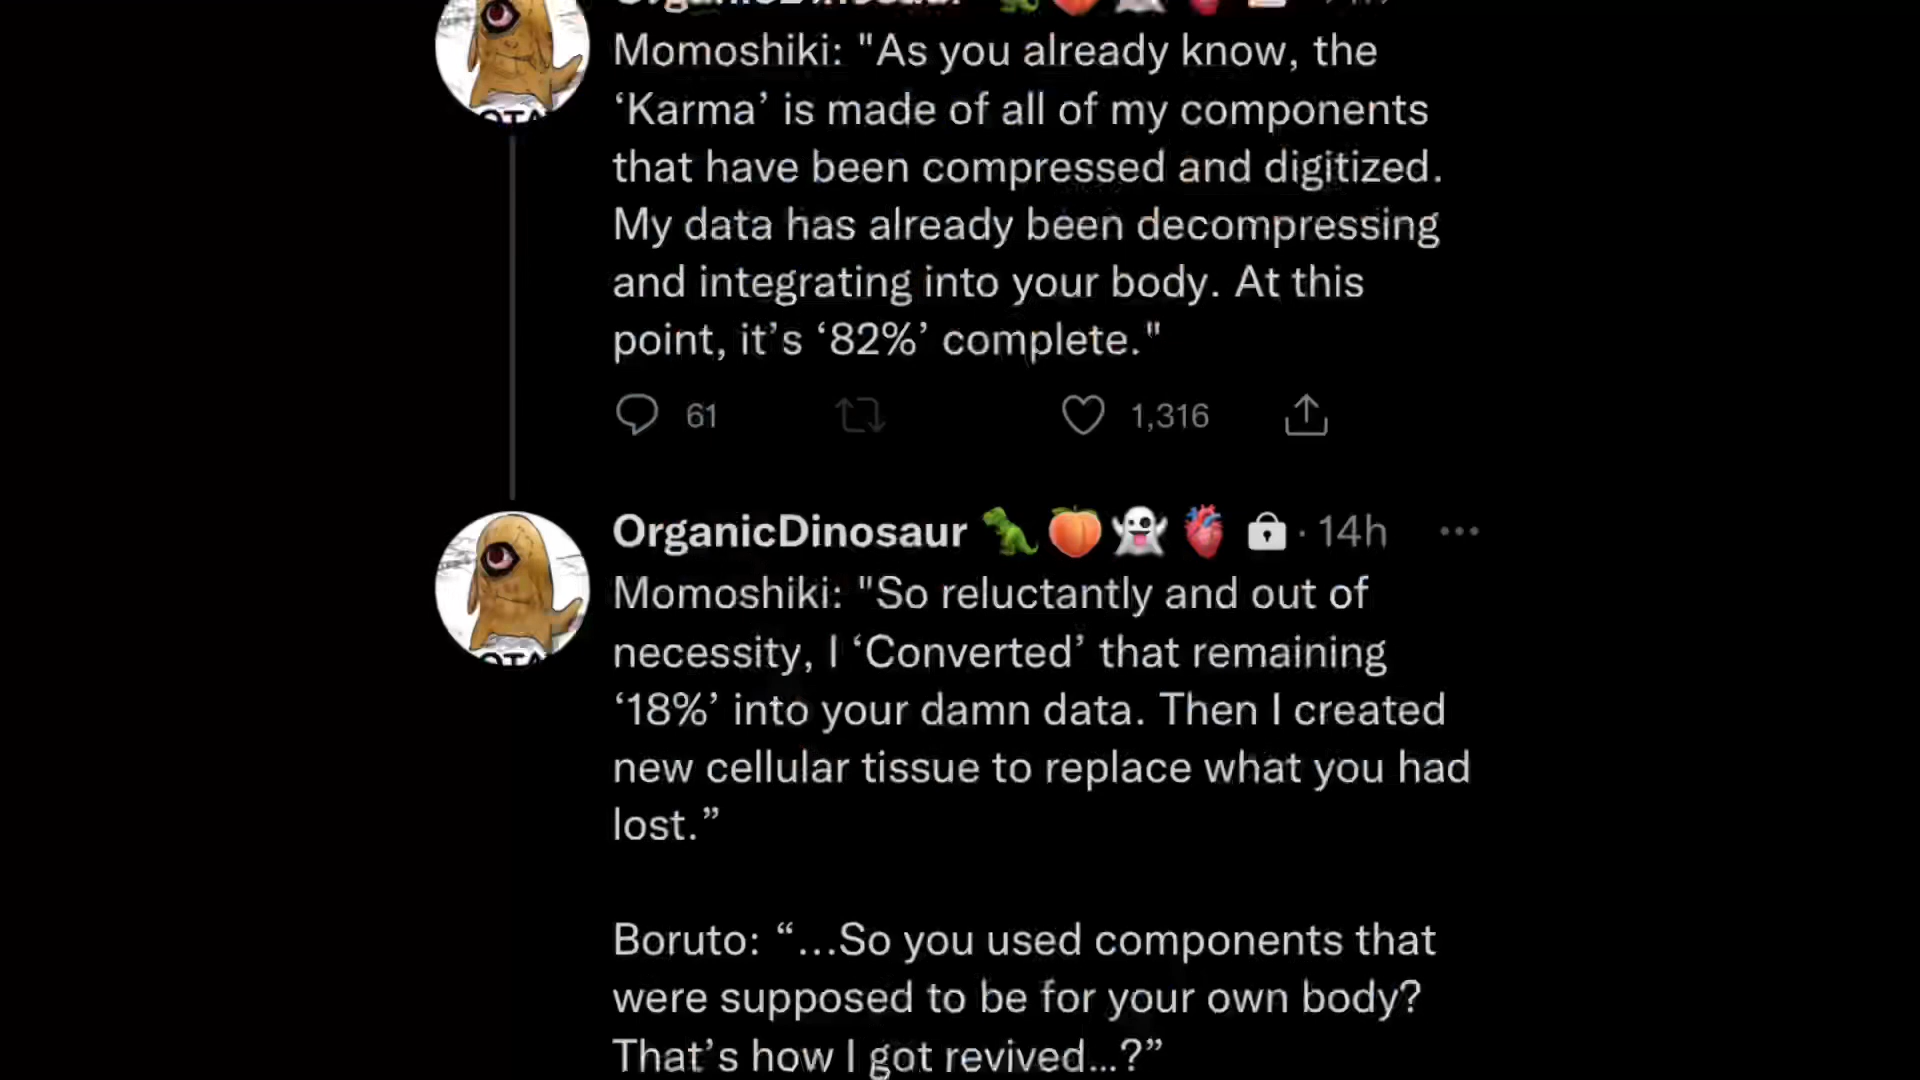 Momoshiki: "As you already know, the
‘Karma’ is made of all of my components
that have been compressed and digitized.
My data has already been decompressing
and integrating into your body. At this
point, it’s ‘82%’ complete."
61
1,316
OrganicDinosaur 🦖 🍑 👻 🫀 🔒 · 14h ...
Momoshiki: "So reluctantly and out of
necessity, I ‘Converted’ that remaining
‘18%’ into your damn data. Then I created
new cellular tissue to replace what you had
lost.”
Boruto: “...So you used components that
were supposed to be for your own body?
That’s how I got revived...?”